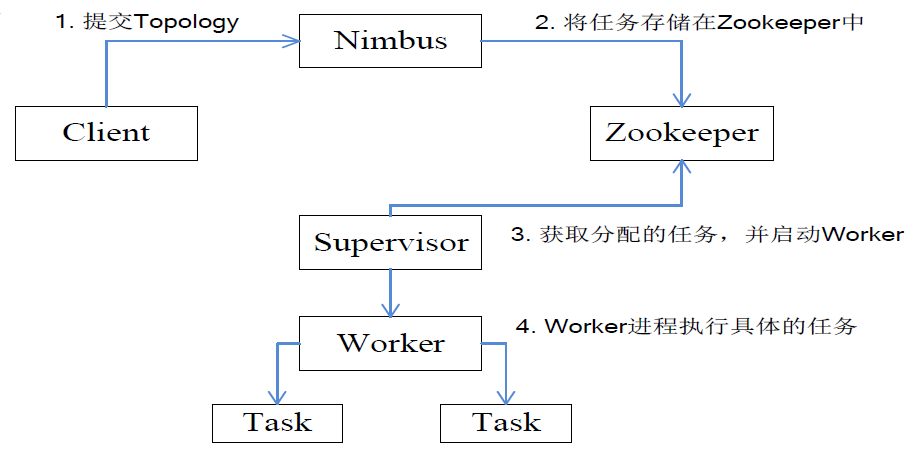 1. 提交Topology
Nimbus
2. 将任务存储在Zookeeper中
Client
Zookeeper
Supervisor
3. 获取分配的任务，并启动Worker
Worker
4. Worker进程执行具体的任务
Task
Task